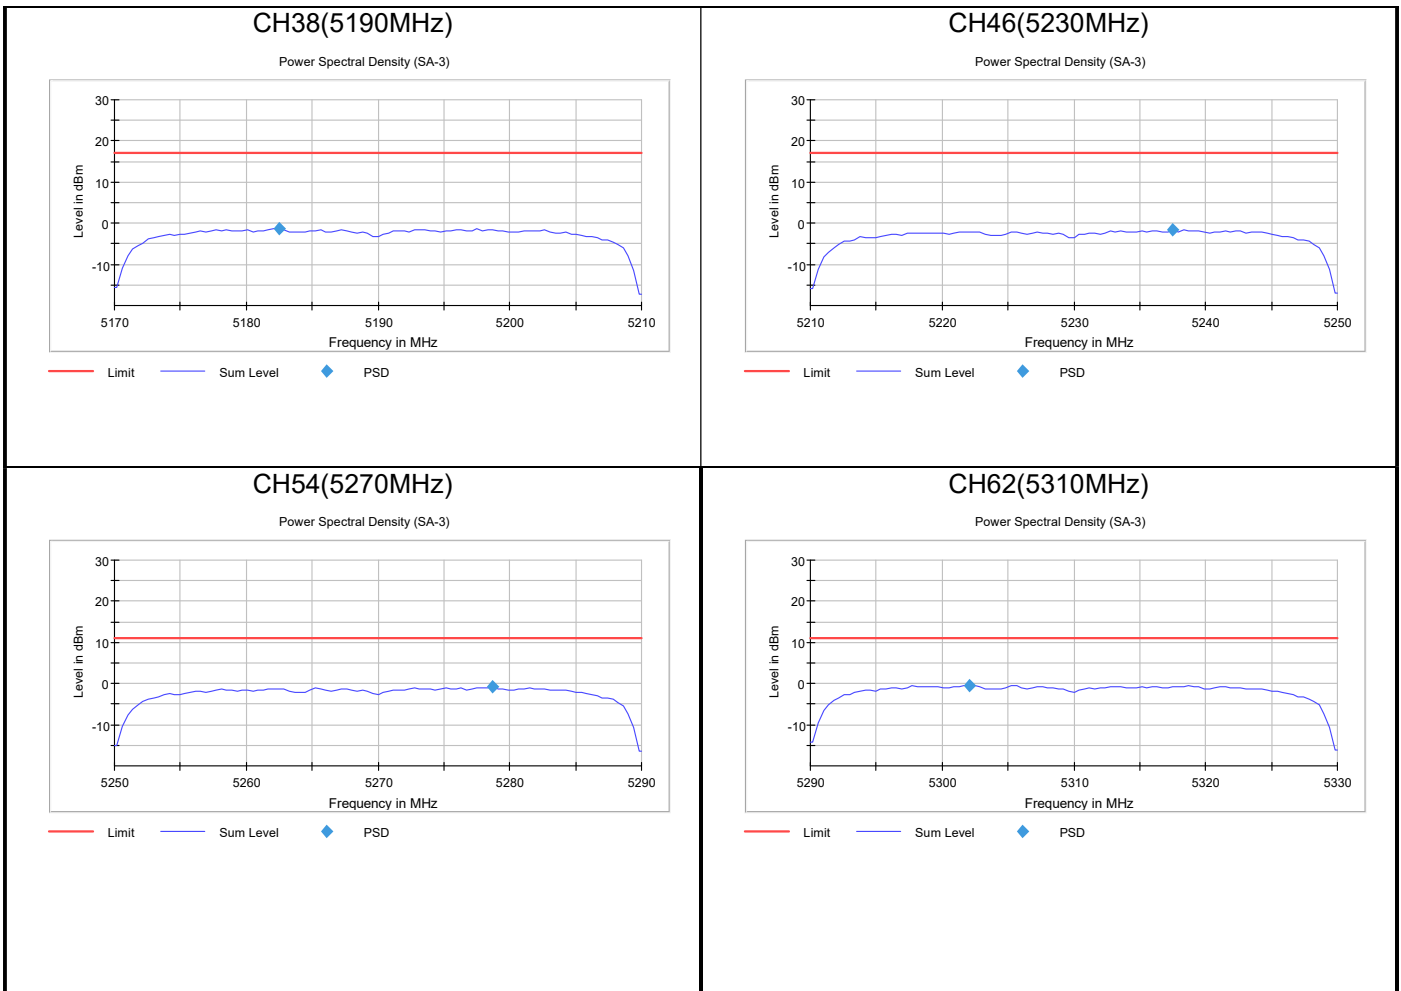 CH38(5190MHz)
Power Spectral Density (SA-3)
Level in dBm
30
20
10
0
-10
5170 5180 5190 5200 5210
Frequency in MHz
Limit Sum Level PSD
CH46(5230MHz)
Power Spectral Density (SA-3)
Level in dBm
30
20
10
0
-10
5210 5220 5230 5240 5250
Frequency in MHz
Limit Sum Level PSD
CH54(5270MHz)
Power Spectral Density (SA-3)
Level in dBm
30
20
10
0
-10
5250 5260 5270 5280 5290
Frequency in MHz
Limit Sum Level PSD
CH62(5310MHz)
Power Spectral Density (SA-3)
Level in dBm
30
20
10
0
-10
5290 5300 5310 5320 5330
Frequency in MHz
Limit Sum Level PSD